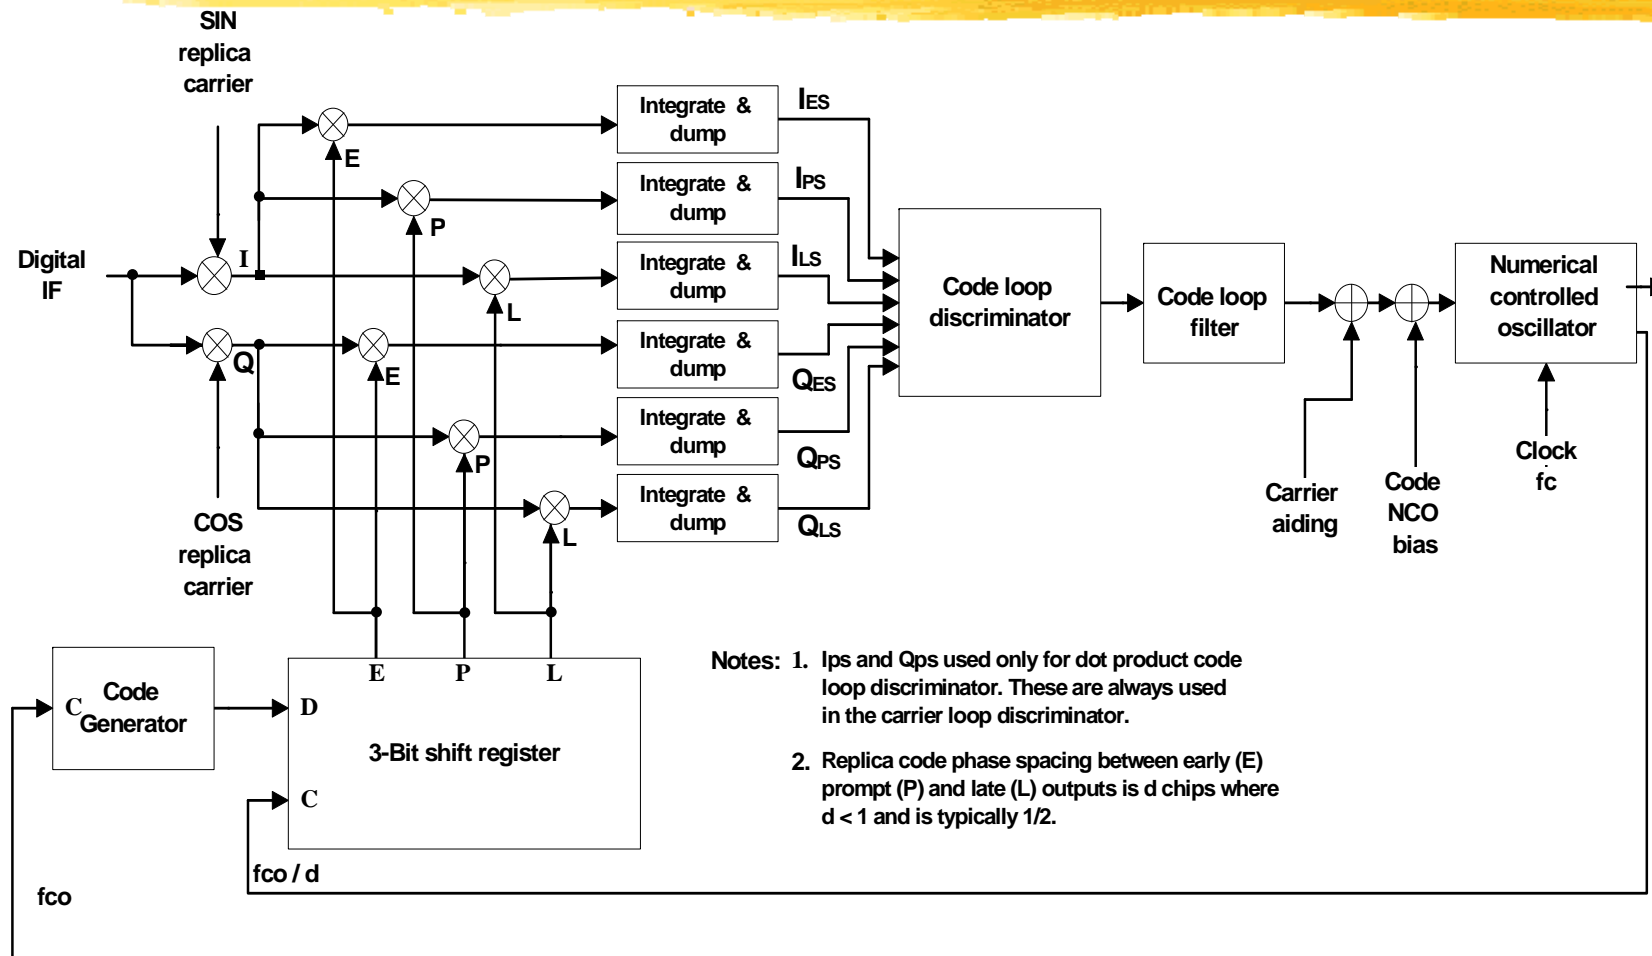 SIN
replica
carrier
Integrate &
dump
IES
E
Integrate &
dump
IPS
P
Digital
IF
I
Integrate &
dump
ILS
L
Code loop
discriminator
Code loop
filter
Numerical
controlled
oscillator
Q
E
Integrate &
dump
QES
P
Integrate &
dump
QPS
L
Integrate &
dump
QLS
COS
replica
carrier
Carrier
aiding
Code
NCO
bias
Clock
fc
C
Code
Generator
E P L
D
3-Bit shift register
C
fco / d
fco
Notes: 1. Ips and Qps used only for dot product code
loop discriminator. These are always used
in the carrier loop discriminator.
2. Replica code phase spacing between early (E)
prompt (P) and late (L) outputs is d chips where
d < 1 and is typically 1/2.